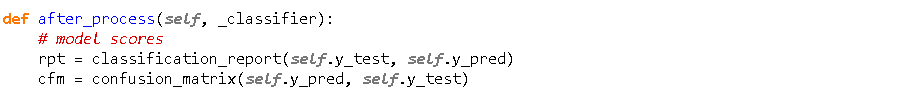 def after_process(self, _classifier):
    # model scores
    rpt = classification_report(self.y_test, self.y_pred)
    cfm = confusion_matrix(self.y_pred, self.y_test)